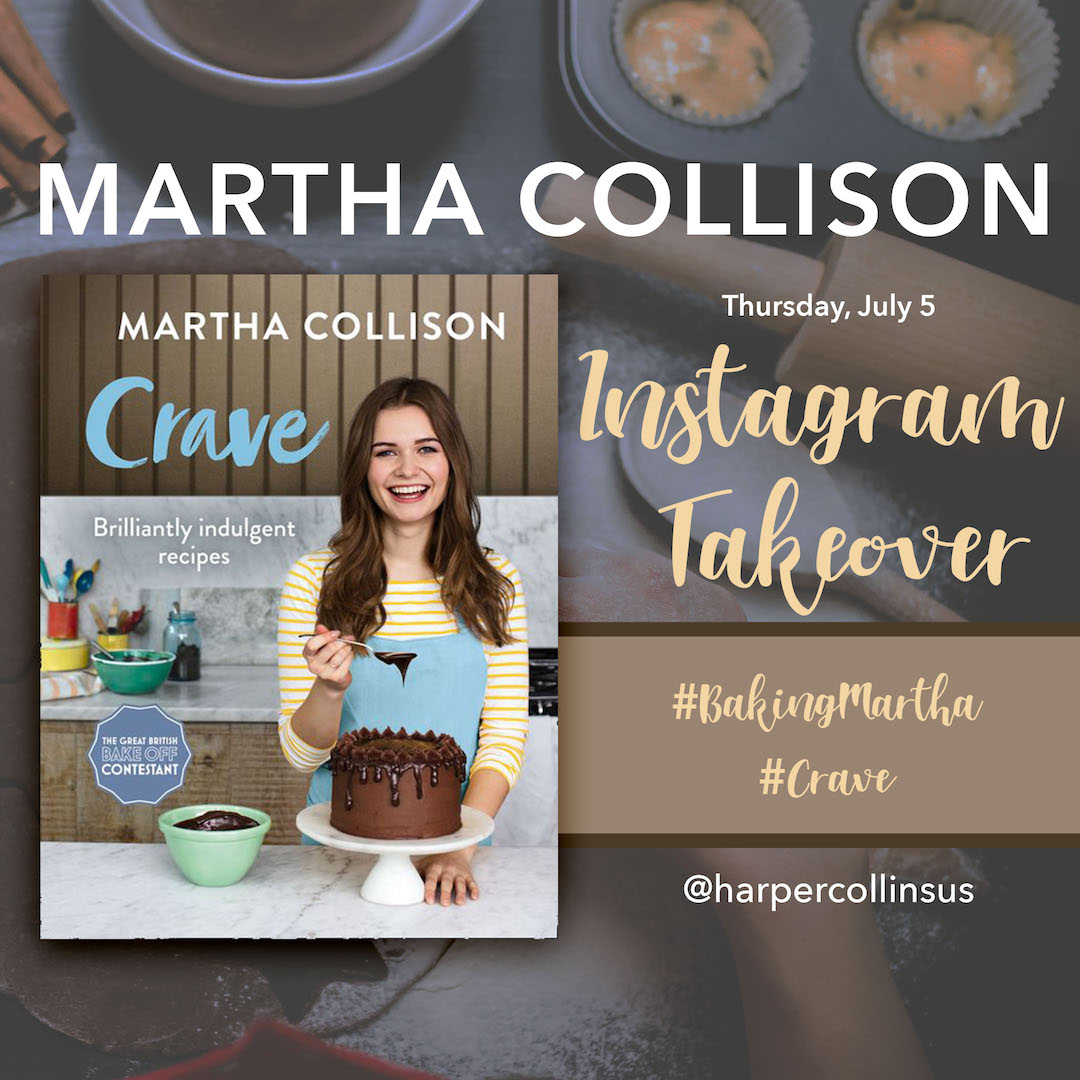 MARTHA COLLISON
MARTHA COLLISON
Crave
Brilliantly indulgent
recipes
THE GREAT BRITISH
BAKE OFF
CONTESTANT
Thursday, July 5
Instagram
Takeover
#BakingMartha
#Crave
@harpercollinsus